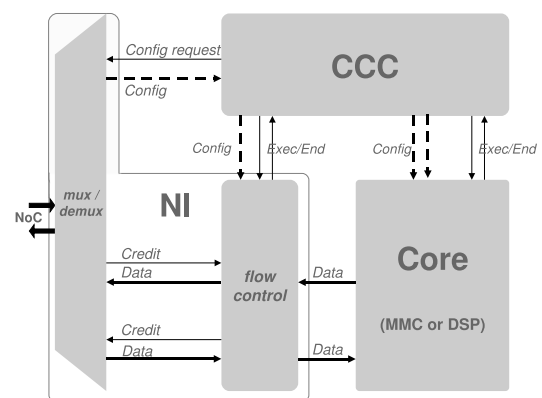 Config request
CCC
Config
Config
Exec/End
Config
Exec/End
mux /
demux
NI
NoC
Credit
Data
flow
control
Data
Core
(MMC or DSP)
Credit
Data
Data